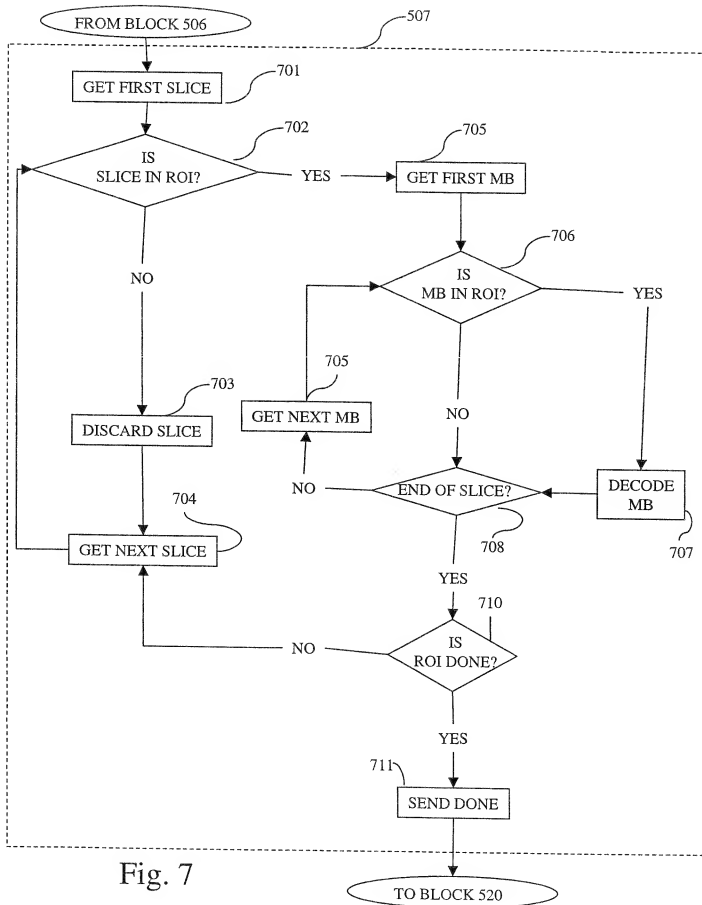 FROM BLOCK 506
507
GET FIRST SLICE
701
IS
SLICE IN ROI?
702
YES
705
GET FIRST MB
706
IS
MB IN ROI?
YES
NO
705
GET NEXT MB
NO
703
DISCARD SLICE
NO
END OF SLICE?
DECODE
MB
704
GET NEXT SLICE
708
707
YES
710
IS
ROI DONE?
NO
YES
711
SEND DONE
Fig. 7
TO BLOCK 520